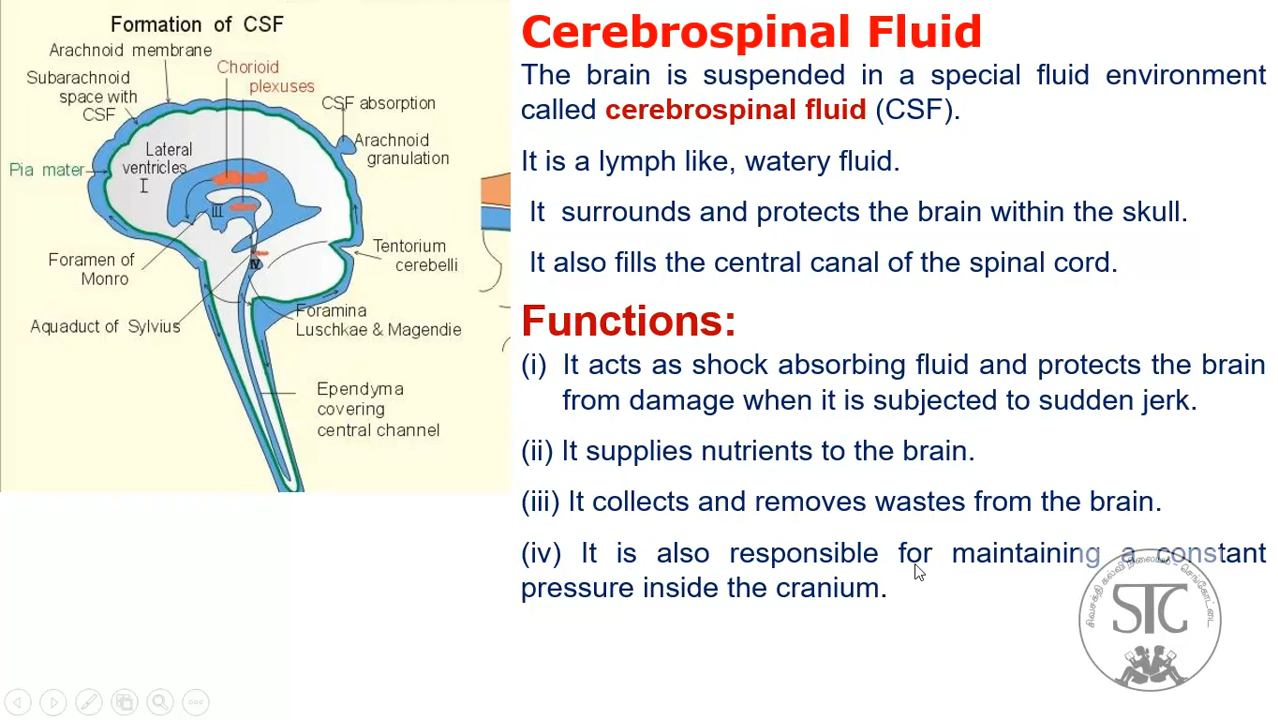 Formation of CSF
Arachnoid membrane
Chorioid
plexuses
Subarachnoid
space with
CSF
CSF absorption
Arachnoid
granulation
Lateral
ventricles
I
Pia mater
III
IV
Foramen of
Monro
Tentorium
cerebelli
Aquaduct of Sylvius
Foramina
Luschkae & Magendie
Ependyma
covering
central channel
Cerebrospinal Fluid
The brain is suspended in a special fluid environment
called cerebrospinal fluid (CSF).
It is a lymph like, watery fluid.
It surrounds and protects the brain within the skull.
It also fills the central canal of the spinal cord.
Functions:
(i) It acts as shock absorbing fluid and protects the brain
from damage when it is subjected to sudden jerk.
(ii) It supplies nutrients to the brain.
(iii) It collects and removes wastes from the brain.
(iv) It is also responsible for maintaining a constant
pressure inside the cranium.
சிவசக்தி கல்வி நிலையம் - செங்கோட்டை
STC